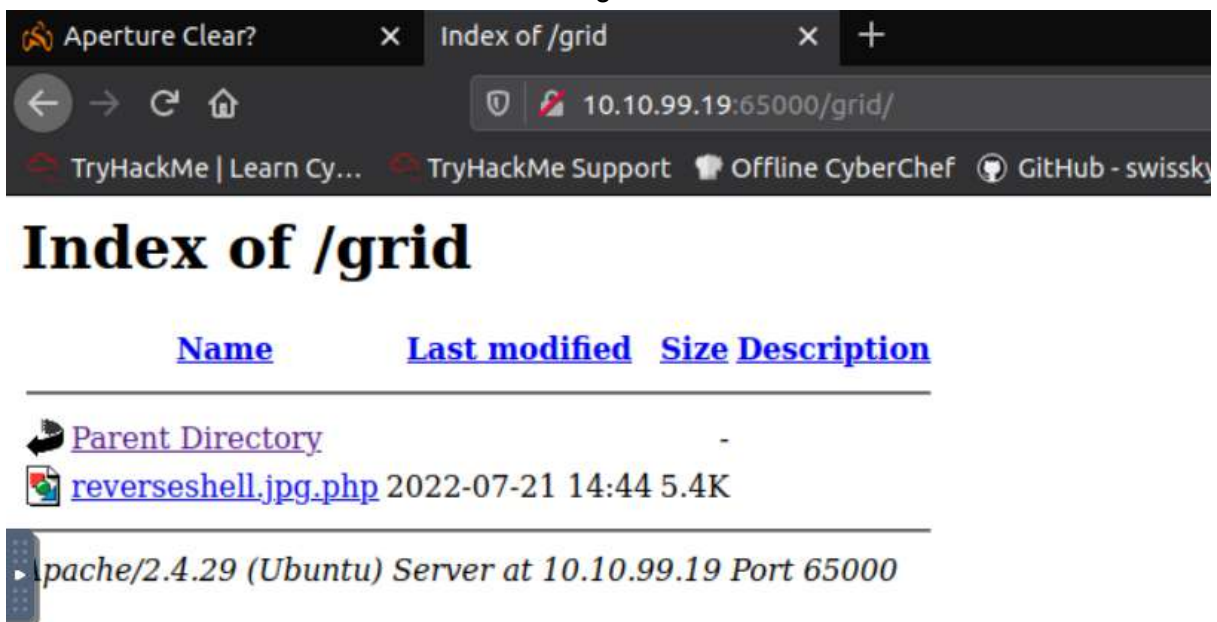 Aperture Clear? Index of /grid
10.10.99.19:65000/grid/
TryHackMe | Learn Cy... TryHackMe Support Offline CyberChef GitHub - swissky
Index of /grid
Name Last modified Size Description
Parent Directory -
reverseshell.jpg.php 2022-07-21 14:44 5.4K
Apache/2.4.29 (Ubuntu) Server at 10.10.99.19 Port 65000